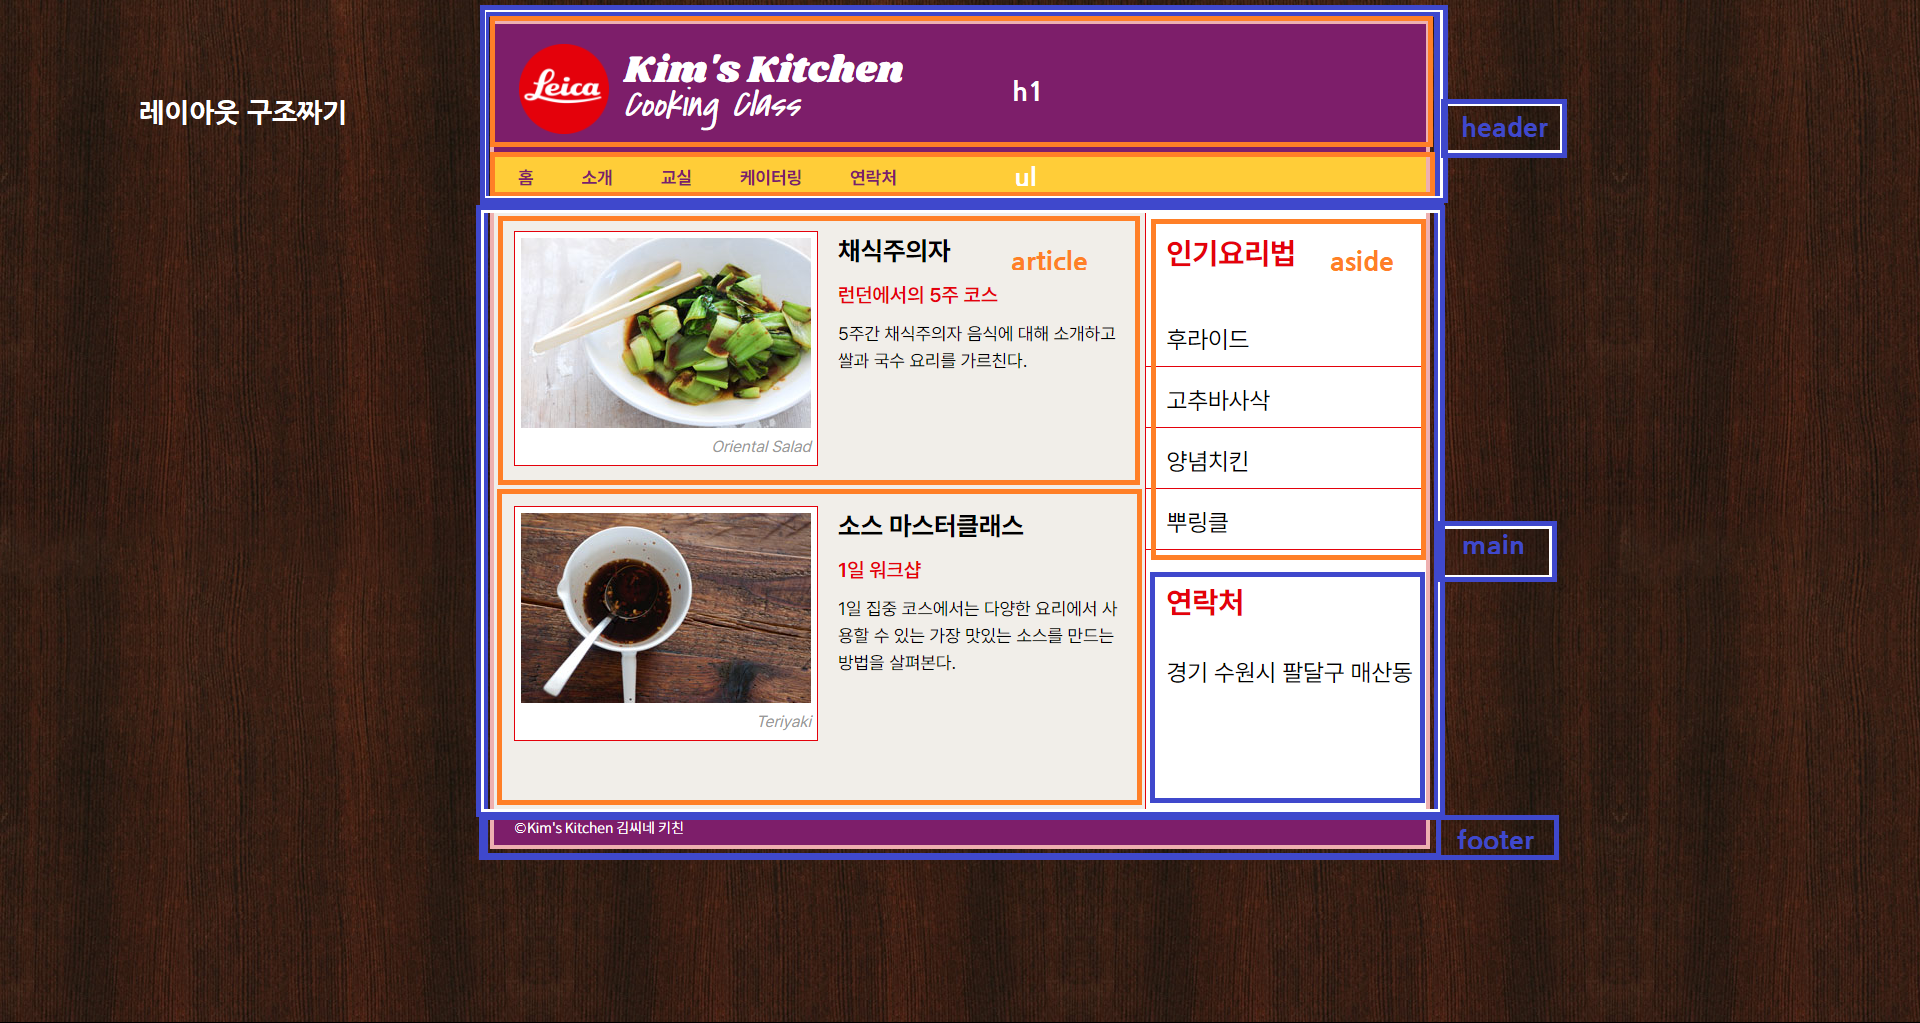 레이아웃 구조짜기
Leica
Kim's Kitchen
Cooking Class
h1
header
홈 소개 교실 케이터링 연락처
ul
채식주의자
article
런던에서의 5주 코스
5주간 채식주의자 음식에 대해 소개하고
쌀과 국수 요리를 가르친다.
Oriental Salad
소스 마스터클래스
1일 워크샵
1일 집중 코스에서는 다양한 요리에서 사
용할 수 있는 가장 맛있는 소스를 만드는
방법을 살펴본다.
Teriyaki
인기요리법
aside
후라이드
고추바사삭
양념치킨
뿌링클
main
연락처
경기 수원시 팔달구 매산동
©Kim's Kitchen 김씨네 키친
footer